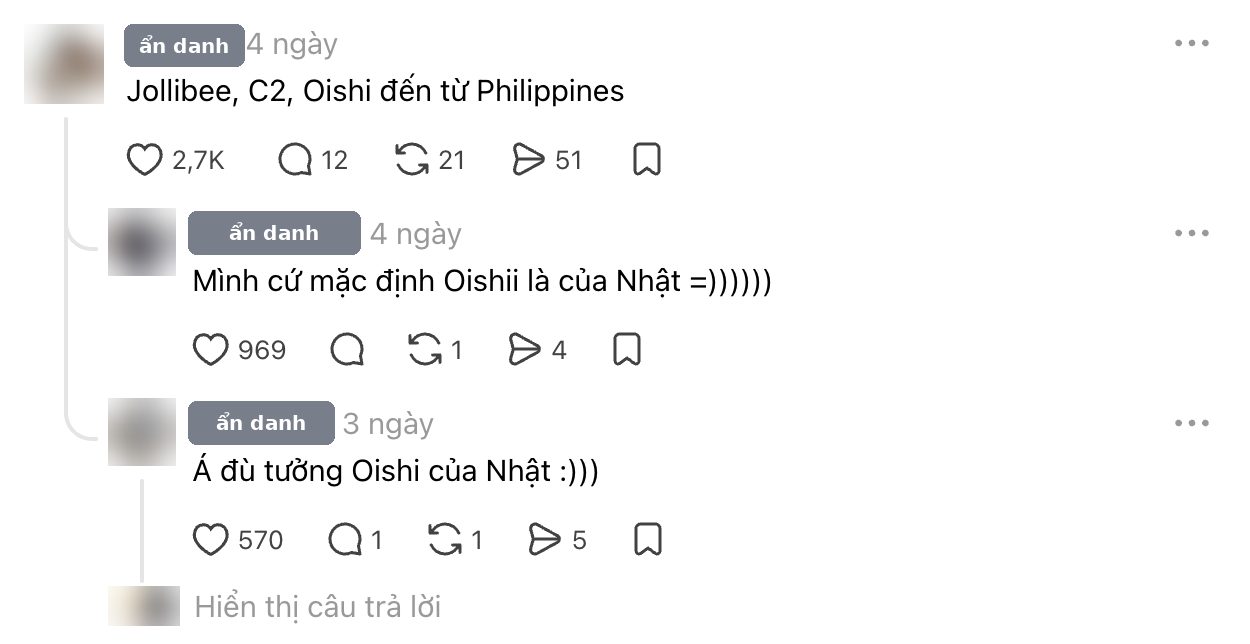 ẩn danh 4 ngày
Jollibee, C2, Oishi đến từ Philippines
2,7K 12 21 51
ẩn danh 4 ngày
Mình cứ mặc định Oishii là của Nhật =))))))
969 1 4
ẩn danh 3 ngày
Á đù tưởng Oishi của Nhật :)))
570 1 1 5
Hiển thị câu trả lời